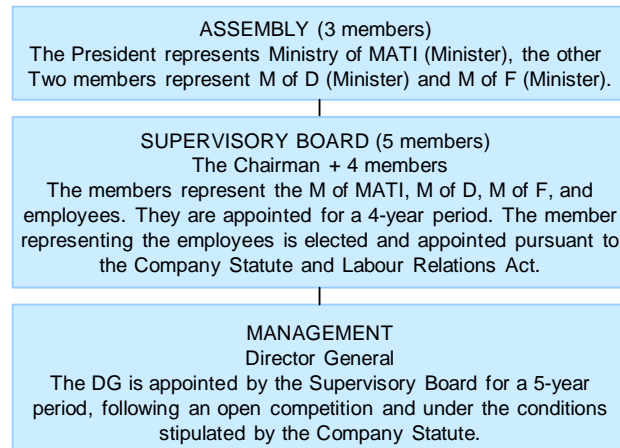 ASSEMBLY (3 members)
The President represents Ministry of MATI (Minister), the other
Two members represent M of D (Minister) and M of F (Minister).
SUPERVISORY BOARD (5 members)
The Chairman + 4 members
The members represent the M of MATI, M of D, M of F, and
employees. They are appointed for a 4-year period. The member
representing the employees is elected and appointed pursuant to
the Company Statute and Labour Relations Act.
MANAGEMENT
Director General
The DG is appointed by the Supervisory Board for a 5-year
period, following an open competition and under the conditions
stipulated by the Company Statute.